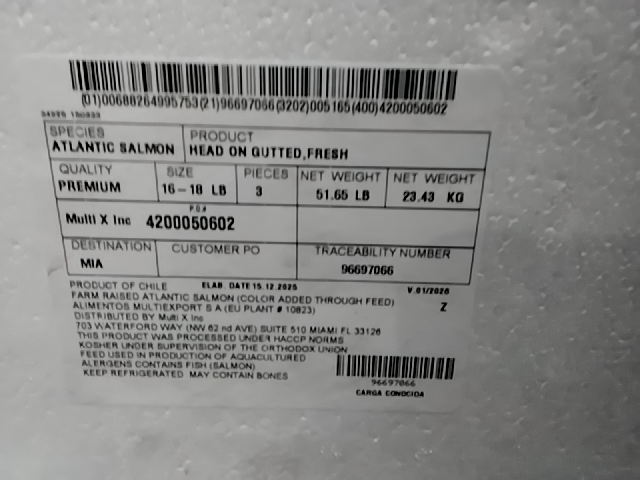 (01)00688264995753(21)96697066(3202)005165(400)4200050602
SPECIES PRODUCT
ATLANTIC SALMON HEAD ON GUTTED,FRESH
QUALITY SIZE PIECES NET WEIGHT NET WEIGHT
PREMIUM 16-18 LB 3 51.65 LB 23.43 KG
P.O.#
Multi X Inc 4200050602
DESTINATION CUSTOMER PO TRACEABILITY NUMBER
MIA 96697066
PRODUCT OF CHILE ELAB. DATE 15.12.2025 V.01/2026
FARM RAISED ATLANTIC SALMON (COLOR ADDED THROUGH FEED) Z
ALIMENTOS MULTIEXPORT S A (EU PLANT # 10823)
DISTRIBUTED BY Multi X Inc
703 WATERFORD WAY (NW 62 nd AVE) SUITE 510 MIAMI FL 33126
THIS PRODUCT WAS PROCESSED UNDER HACCP NORMS
KOSHER UNDER SUPERVISION OF THE ORTHODOX UNION
FEED USED IN PRODUCTION OF AQUACULTURED
ALERGENS CONTAINS FISH (SALMON)
KEEP REFRIGERATED MAY CONTAIN BONES
96697066
CARGA CONOCIDA